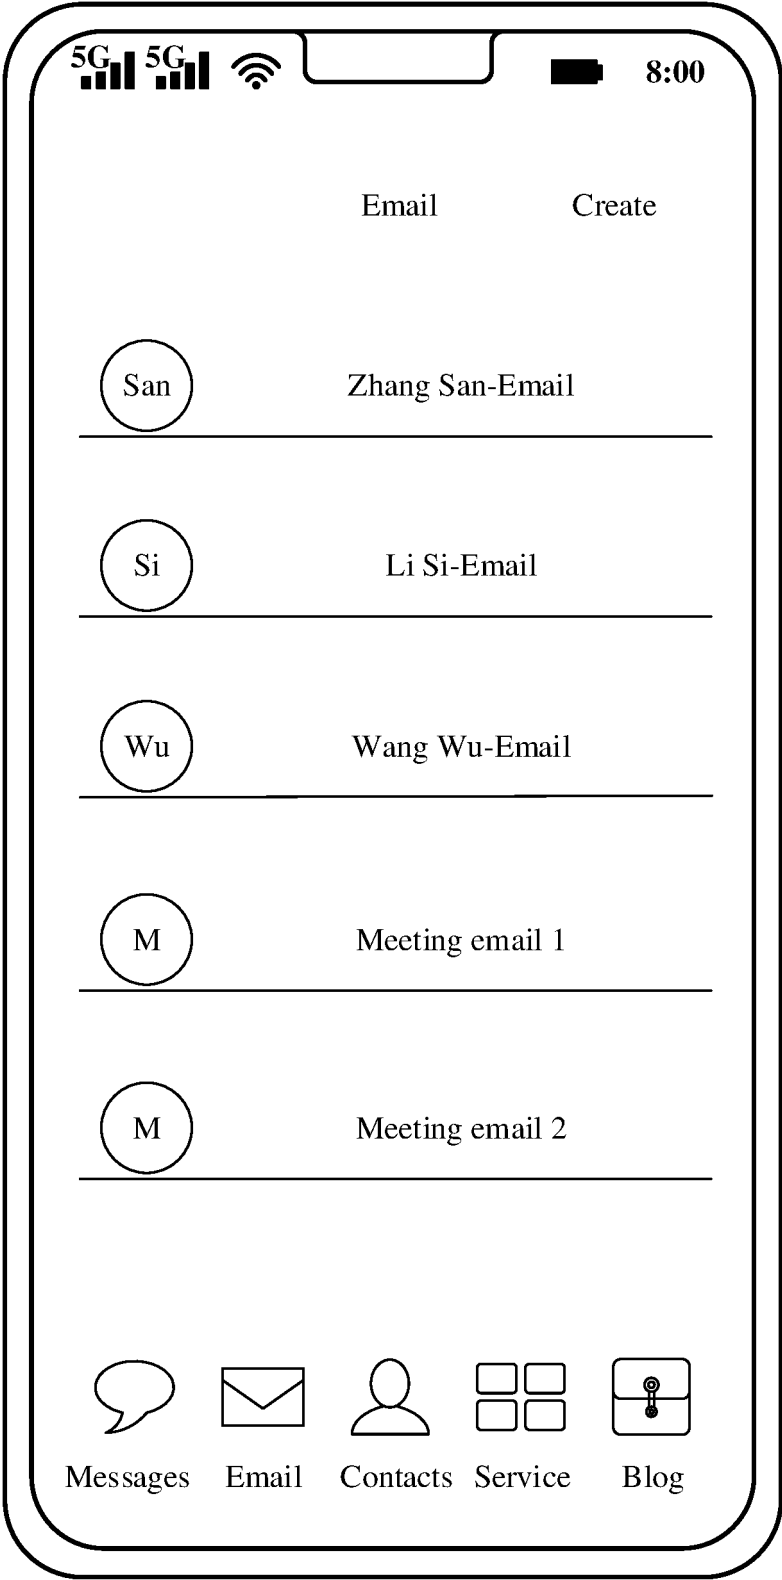 5G 5G 8:00
Email Create
San Zhang San-Email
Si Li Si-Email
Wu Wang Wu-Email
M Meeting email 1
M Meeting email 2
Messages Email Contacts Service Blog